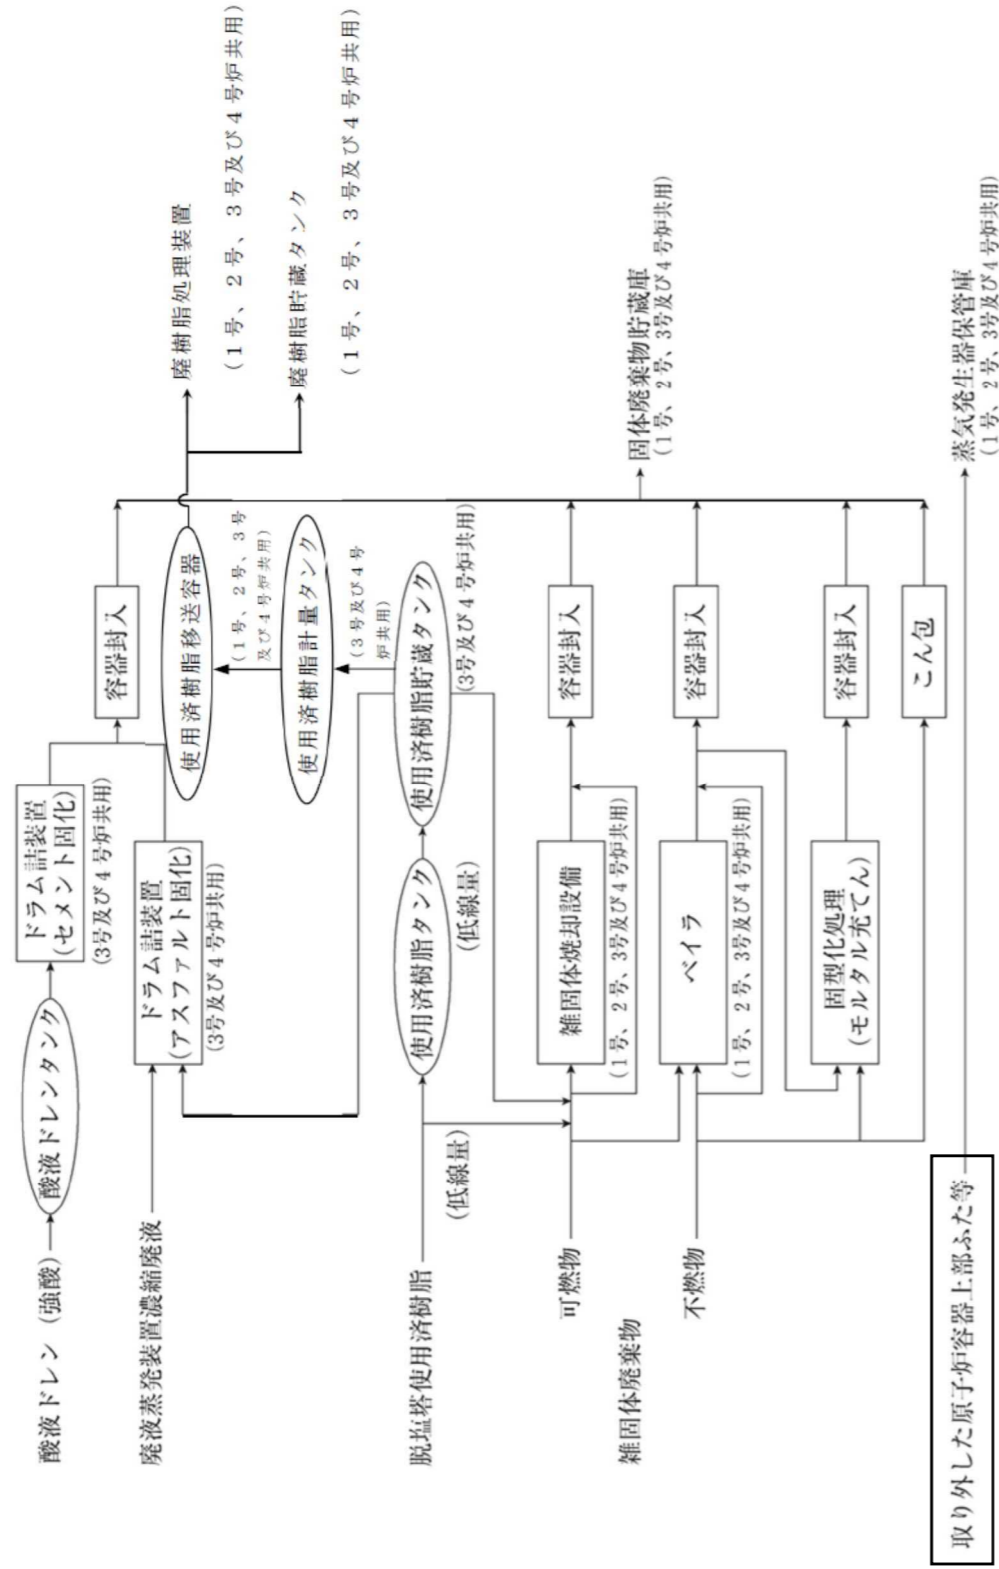 酸液ドレン（強酸）
酸液ドレンタンク
ドラム詰装置
(セメント固化)
(3号及び4号炉共用)
容器封入
廃液蒸発装置濃縮廃液
ドラム詰装置
(アスファルト固化)
(3号及び4号炉共用)
使用済樹脂移送容器
(１号、２号、３号
及び４号炉共用)
廃樹脂処理装置
(１号、２号、３号及び４号炉共用)
使用済樹脂計量タンク
(３号及び４号
炉共用)
廃樹脂貯蔵タンク
(１号、２号、３号及び４号炉共用)
脱塩塔使用済樹脂
使用済樹脂タンク
使用済樹脂貯蔵タンク
(3号及び4号炉共用)
(低線量)
(低線量)
雑固体廃棄物
可燃物
雑固体焼却設備
(1号、2号、3号及び4号炉共用)
容器封入
固体廃棄物貯蔵庫
(1号、2号、3号及び4号炉共用)
不燃物
ベイラ
(1号、2号、3号及び4号炉共用)
容器封入
固型化処理
(モルタル充てん)
容器封入
こん包
取り外した原子炉容器上部ふた等
蒸気発生器保管庫
(1号、2号、3号及び4号炉共用)